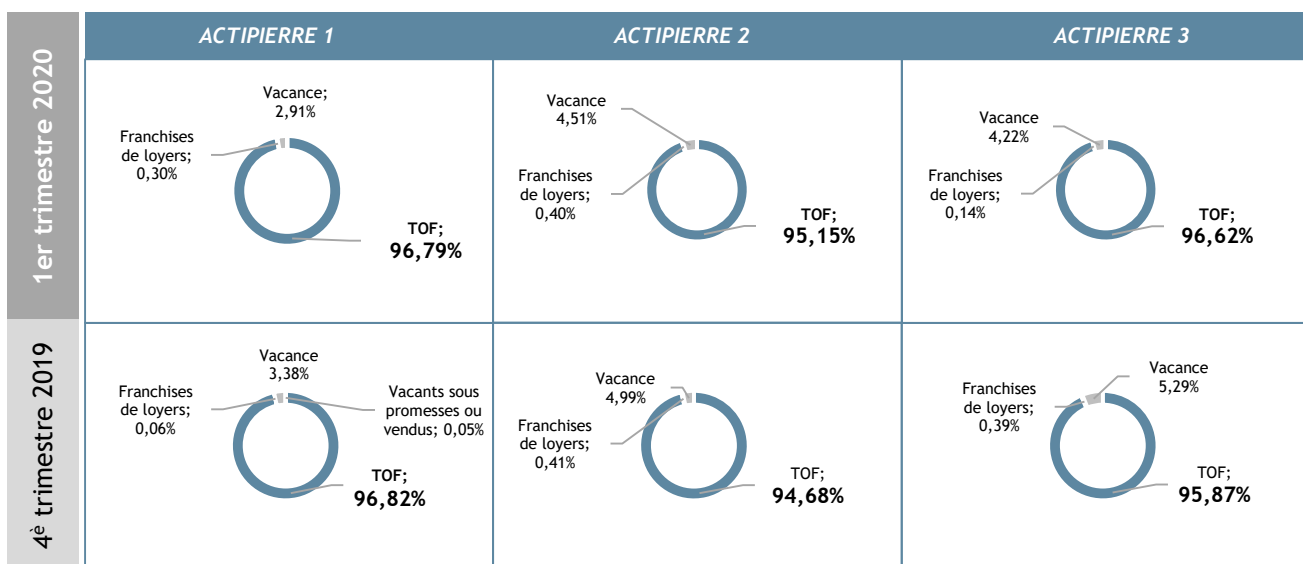 ACTIPIERRE 1
ACTIPIERRE 2
ACTIPIERRE 3
1er trimestre 2020
Vacance;
2,91%
Franchises
de loyers;
0,30%
TOF;
96,79%
Vacance
4,51%
Franchises
de loyers;
0,40%
TOF;
95,15%
Vacance
4,22%
Franchises
de loyers;
0,14%
TOF;
96,62%
4è trimestre 2019
Vacance
3,38%
Franchises
de loyers;
0,06%
Vacants sous
promesses ou
vendus; 0,05%
TOF;
96,82%
Vacance
4,99%
Franchises
de loyers;
0,41%
TOF;
94,68%
Vacance
5,29%
Franchises
de loyers;
0,39%
TOF;
95,87%